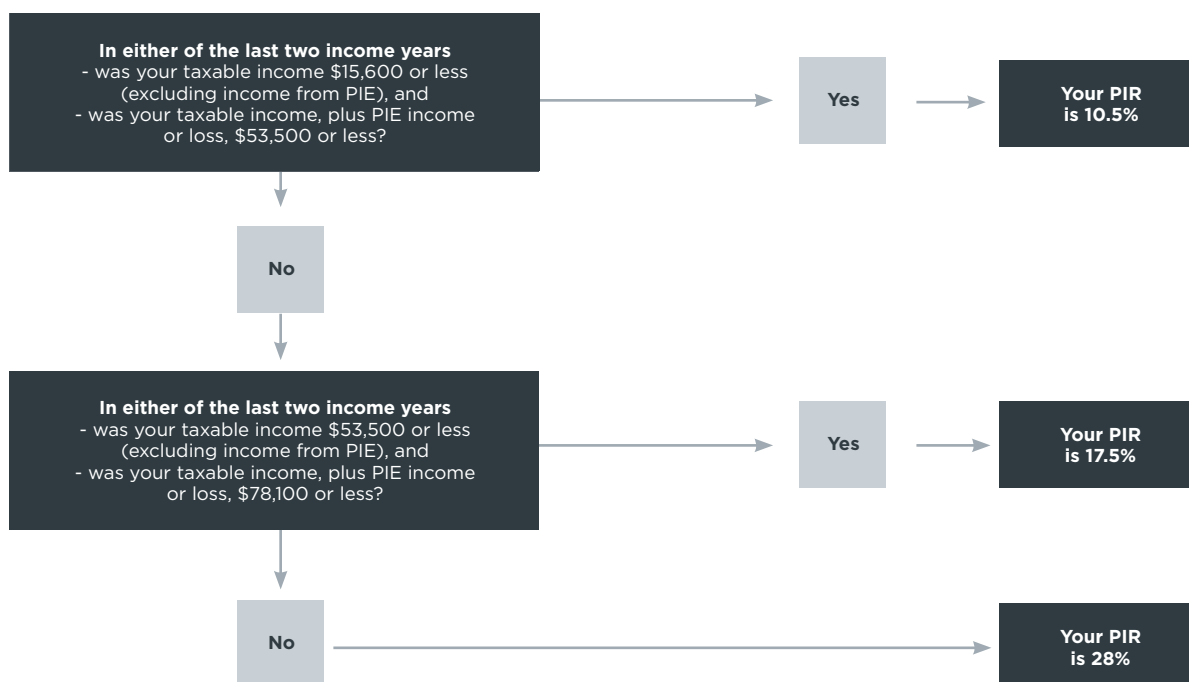 In either of the last two income years
- was your taxable income $15,600 or less
(excluding income from PIE), and
- was your taxable income, plus PIE income
or loss, $53,500 or less?
Yes
Your PIR
is 10.5%
No
In either of the last two income years
- was your taxable income $53,500 or less
(excluding income from PIE), and
- was your taxable income, plus PIE income
or loss, $78,100 or less?
Yes
Your PIR
is 17.5%
No
Your PIR
is 28%